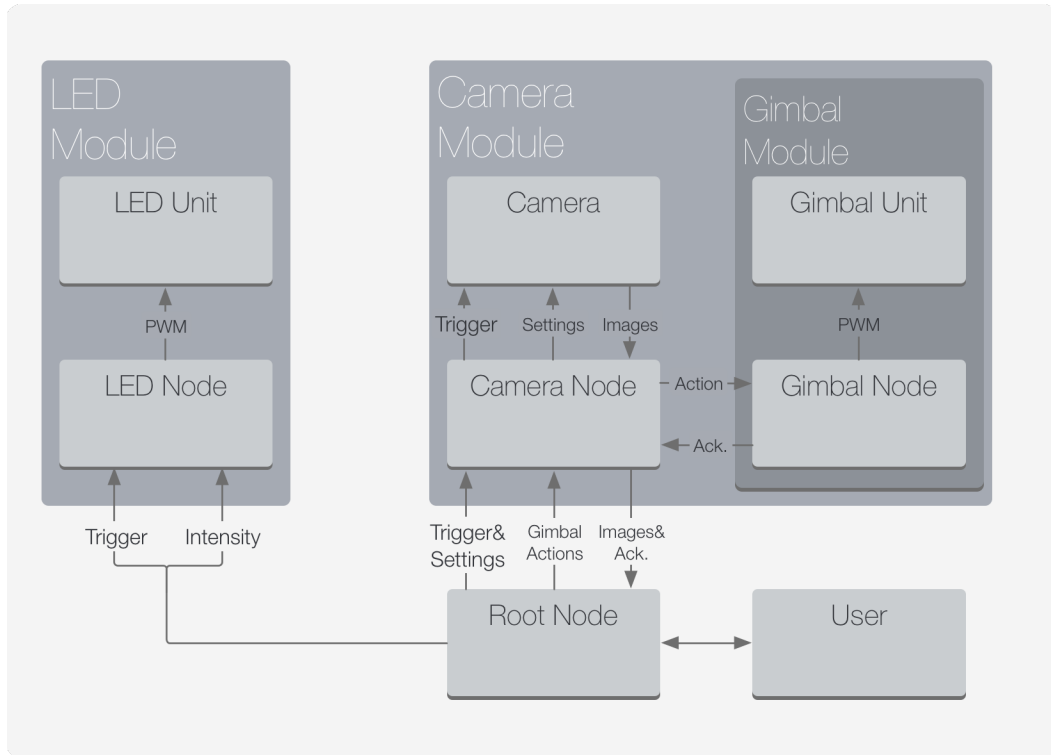 LED
Module
LED Unit
PWM
LED Node
Trigger
Intensity
Camera
Module
Camera
Trigger
Settings
Images
Camera Node
Action
Ack.
Gimbal
Module
Gimbal Unit
PWM
Gimbal Node
Trigger&
Settings
Gimbal
Actions
Images&
Ack.
Root Node
User